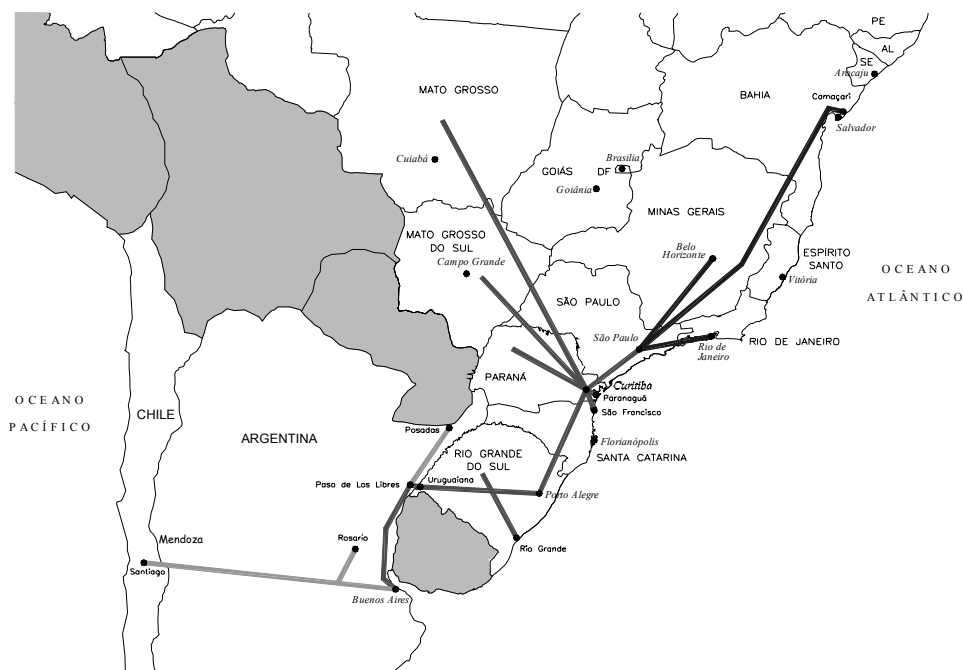 PE
AL
SE
Aracaju
MATO GROSSO
BAHIA
Camaçari
Salvador
Cuiabá
Brasilia
GOIÁS
DF
Goiânia
MINAS GERAIS
MATO GROSSO
DO SUL
Campo Grande
Belo
Horizonte
ESPÍRITO
SANTO
Vitória
OCEANO
ATLÂNTICO
SÃO PAULO
São Paulo
Rio de
Janeiro
RIO DE JANEIRO
PARANÁ
Curitiba
Paranaguá
São Francisco
OCEANO
PACÍFICO
CHILE
ARGENTINA
Posadas
Florianópolis
SANTA CATARINA
RIO GRANDE
DO SUL
Paso de Los Libres
Uruguaiana
Porto Alegre
Mendoza
Rosario
Rio Grande
Santiago
Buenos Aires